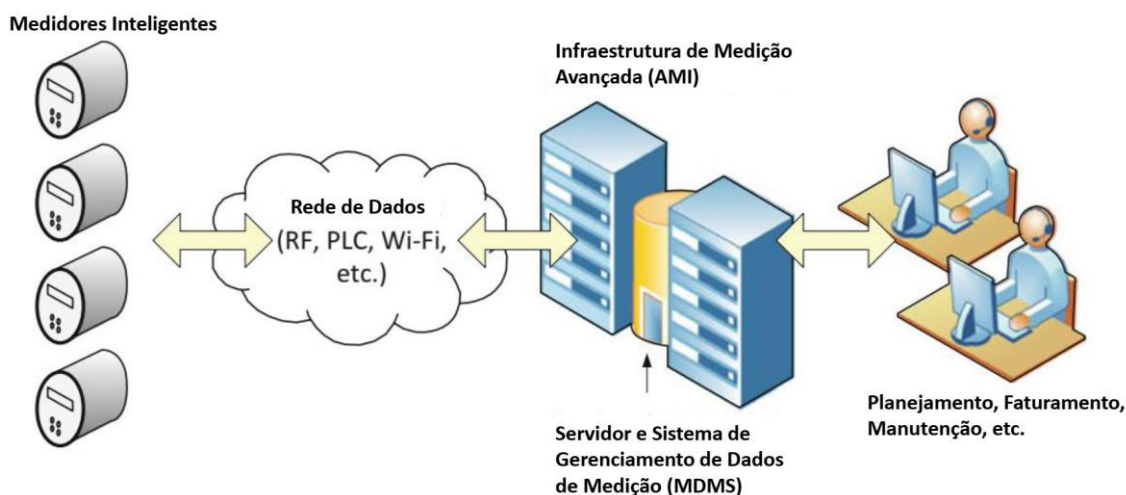 Medidores Inteligentes
Infraestrutura de Medição
Avançada (AMI)
Rede de Dados
(RF, PLC, Wi-Fi,
etc.)
Planejamento, Faturamento,
Manutenção, etc.
Servidor e Sistema de
Gerenciamento de Dados
de Medição (MDMS)